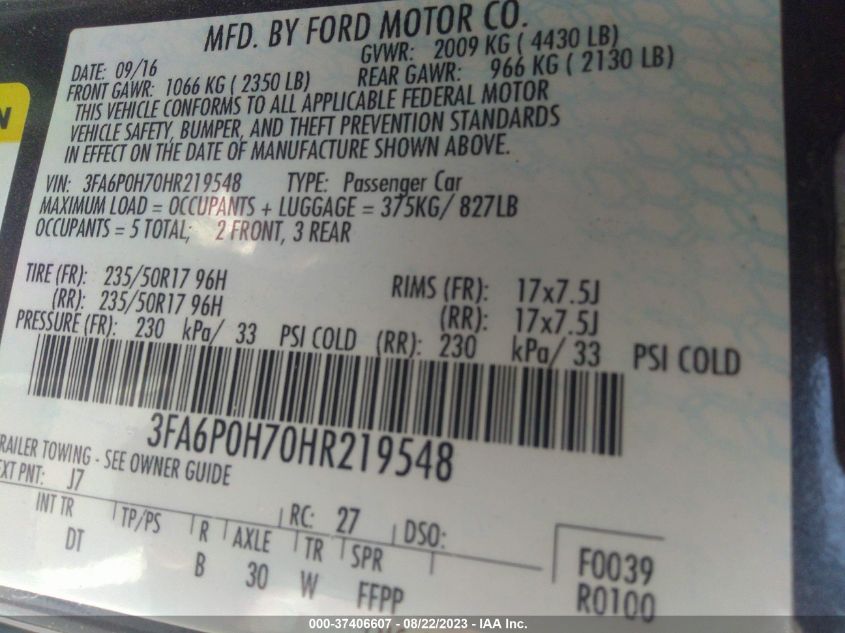 MFD. BY FORD MOTOR CO.
DATE: 09/16 GVWR: 2009 KG ( 4430 LB)
FRONT GAWR: 1066 KG ( 2350 LB) REAR GAWR: 966 KG ( 2130 LB)
THIS VEHICLE CONFORMS TO ALL APPLICABLE FEDERAL MOTOR
VEHICLE SAFETY, BUMPER, AND THEFT PREVENTION STANDARDS
IN EFFECT ON THE DATE OF MANUFACTURE SHOWN ABOVE.
VIN: 3FA6P0H70HR219548 TYPE: Passenger Car
MAXIMUM LOAD = OCCUPANTS + LUGGAGE = 375KG/ 827LB
OCCUPANTS = 5 TOTAL; 2 FRONT, 3 REAR
TIRE (FR): 235/50R17 96H RIMS (FR): 17x7.5J
(RR): 235/50R17 96H (RR): 17x7.5J
PRESSURE (FR): 230 kPa/ 33 PSI COLD (RR): 230 kPa/ 33 PSI COLD
3FA6P0H70HR219548
RAILER TOWING - SEE OWNER GUIDE
EXT PNT: J7 RC: 27 DSO:
INT TR TP/PS R AXLE TR SPR F0039
DT B 30 W FFPP R0100
000-37406607 - 08/22/2023 - IAA Inc.